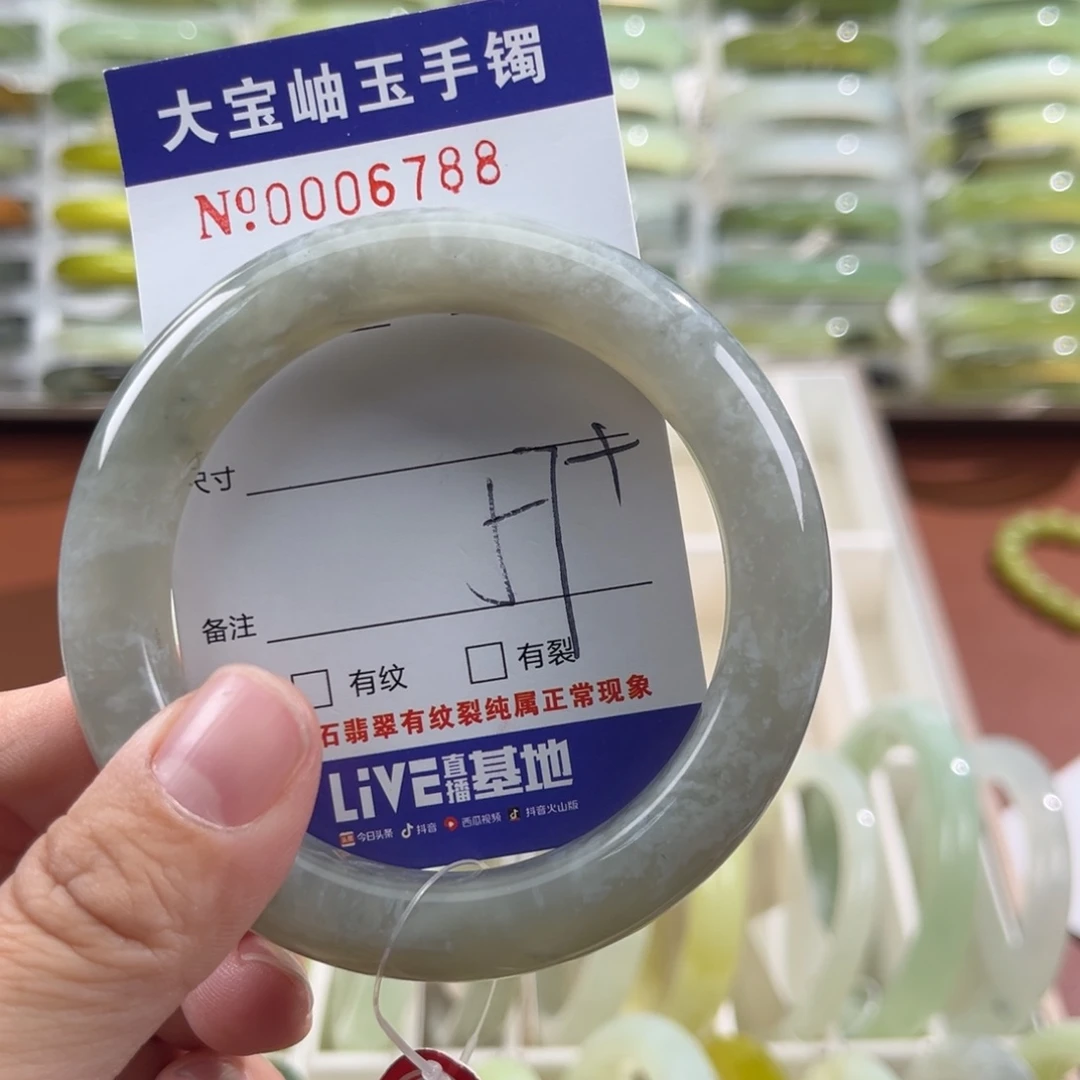 大宝岫玉手镯
Nº:0006788
尺寸
备注
有纹 有裂
石翡翠有纹裂纯属正常现象
LiVE直播基地
今日头条 抖音 西瓜视频 抖音火山版